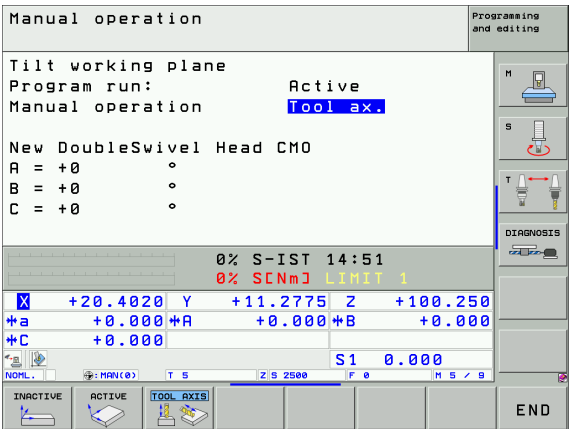 Manual operation
Programming
and editing
Tilt working plane
Program run: Active
Manual operation Tool ax.
New DoubleSwivel Head CMO
A = +0 °
B = +0 °
C = +0 °
M
S
T
DIAGNOSIS
0% S-IST 14:51
0% S[Nm] LIMIT 1
X +20.4020 Y +11.2775 Z +100.250
a +0.000 A +0.000 B +0.000
C +0.000
S1 0.000
NOML. : MAN(0) T 5 Z S 2500 F 0 M 5 / 9
INACTIVE ACTIVE TOOL AXIS END